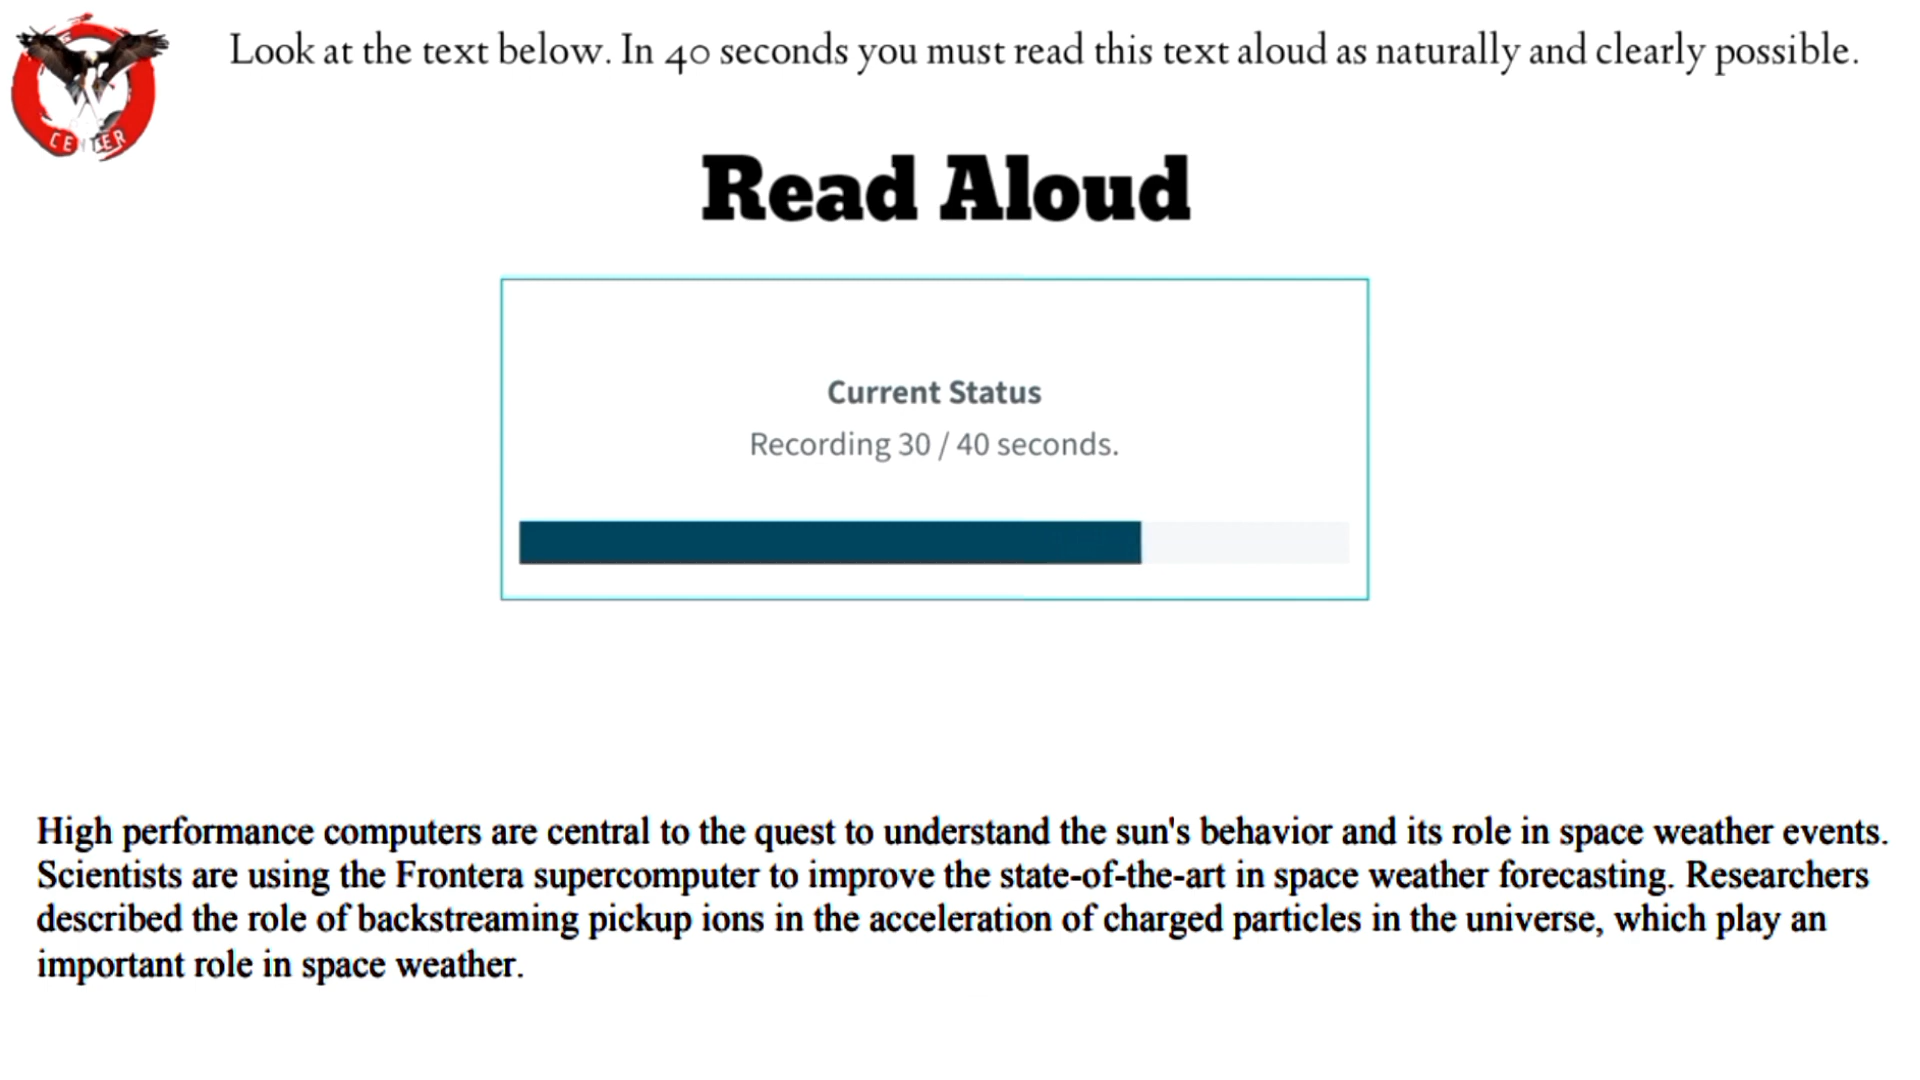 Look at the text below. In 40 seconds you must read this text aloud as naturally and clearly possible.
CENTER
Read Aloud
Current Status
Recording 30 / 40 seconds.
High performance computers are central to the quest to understand the sun's behavior and its role in space weather events.
Scientists are using the Frontera supercomputer to improve the state-of-the-art in space weather forecasting. Researchers
described the role of backstreaming pickup ions in the acceleration of charged particles in the universe, which play an
important role in space weather.